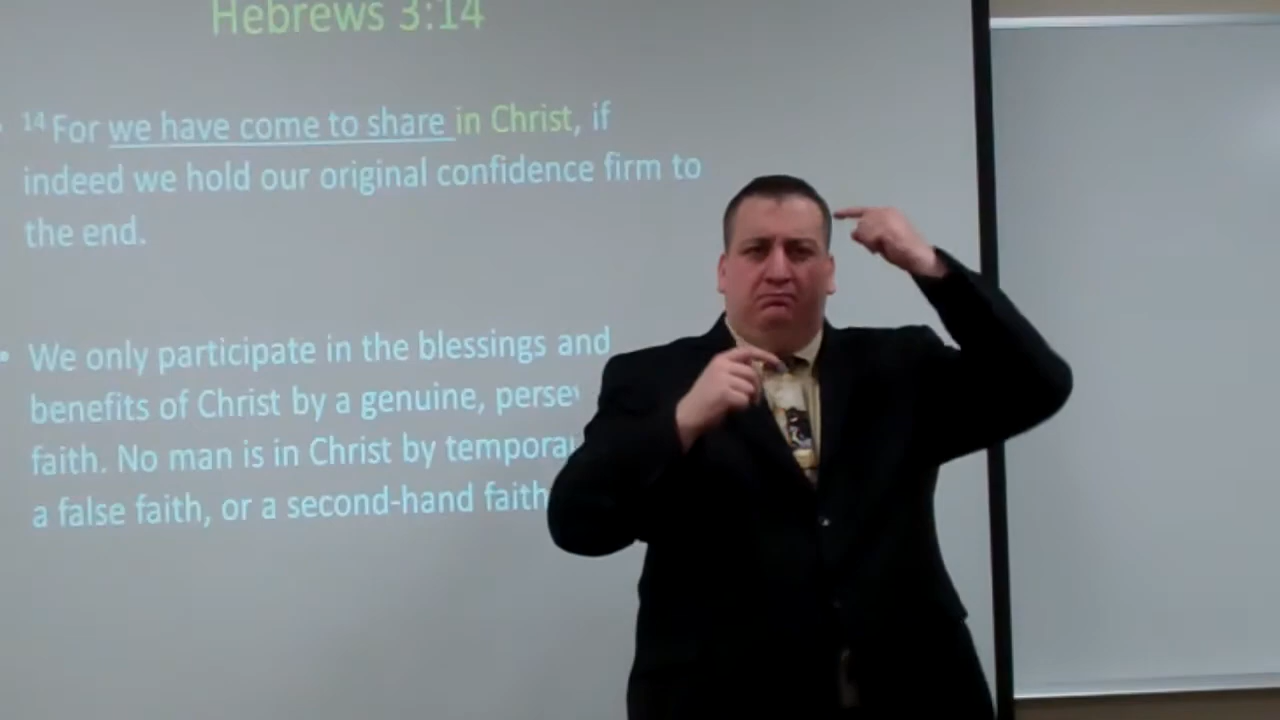 Hebrews 3:14
14 For we have come to share in Christ, if
indeed we hold our original confidence firm to
the end.
• We only participate in the blessings and
benefits of Christ by a genuine,
faith. No man is in Christ by
a false faith, or a second-hand faith